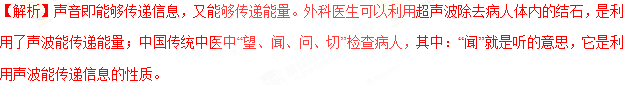 【解析】声音即能够传递信息，又能够传递能量。外科医生可以利用超声波除去病人体内的结石，是利
用了声波能传递能量；中国传统中医中“望、闻、问、切”检查病人，其中：“闻”就是听的意思，它是利
用声波能传递信息的性质。